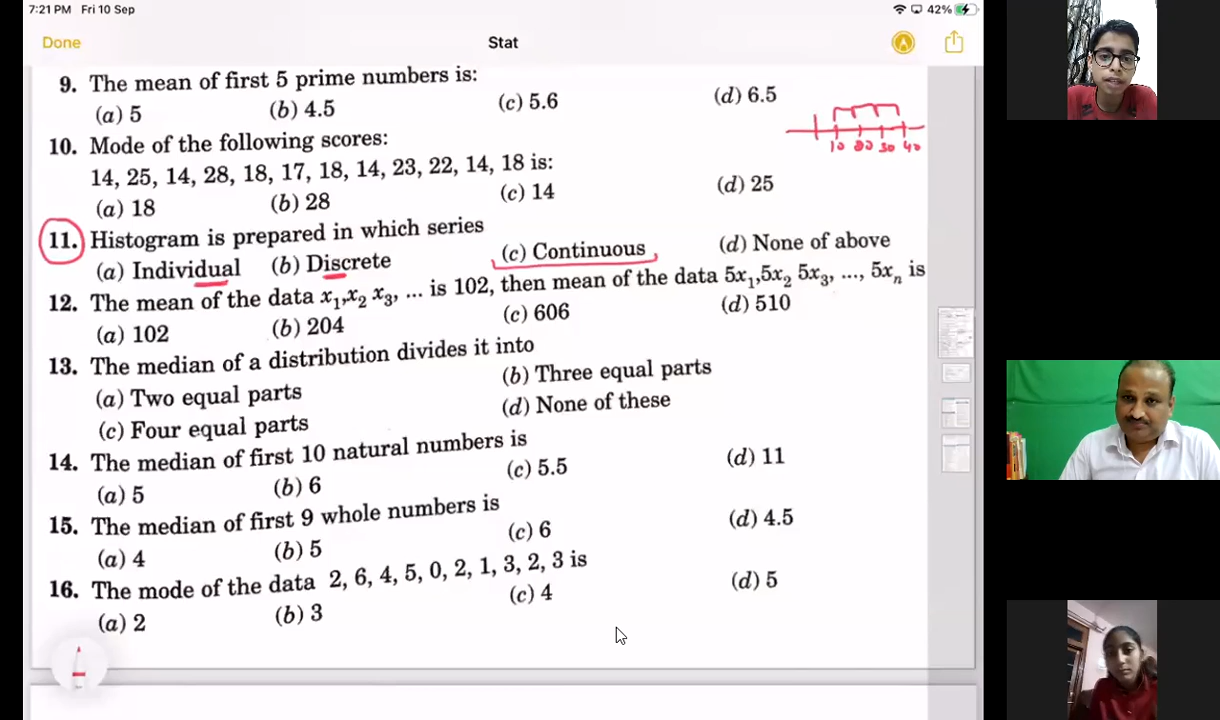 7:21 PM Fri 10 Sep 42%
Done Stat
9. The mean of first 5 prime numbers is:
(a) 5 (b) 4.5 (c) 5.6 (d) 6.5
10 20 30 40
10. Mode of the following scores:
14, 25, 14, 28, 18, 17, 18, 14, 23, 22, 14, 18 is:
(a) 18 (b) 28 (c) 14 (d) 25
11. Histogram is prepared in which series
(a) Individual (b) Discrete (c) Continuous (d) None of above
12. The mean of the data x₁,x₂ x₃, ... is 102, then mean of the data 5x₁,5x₂ 5x₃, ..., 5xₙ is
(a) 102 (b) 204 (c) 606 (d) 510
13. The median of a distribution divides it into
(a) Two equal parts (b) Three equal parts
(c) Four equal parts (d) None of these
14. The median of first 10 natural numbers is
(a) 5 (b) 6 (c) 5.5 (d) 11
15. The median of first 9 whole numbers is
(a) 4 (b) 5 (c) 6 (d) 4.5
16. The mode of the data 2, 6, 4, 5, 0, 2, 1, 3, 2, 3 is
(a) 2 (b) 3 (c) 4 (d) 5